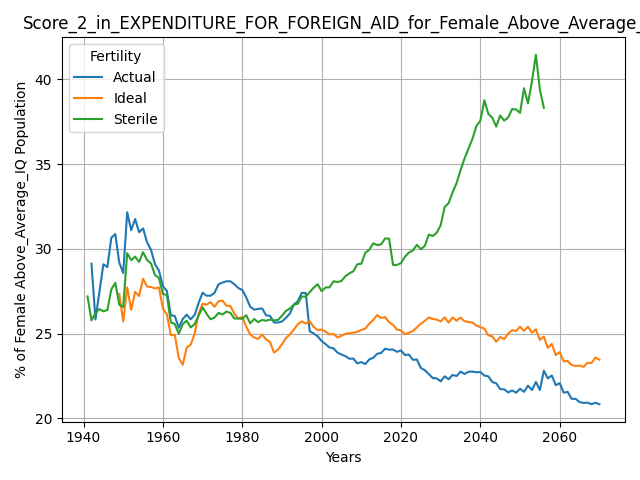 Score_2_in_EXPENDITURE_FOR_FOREIGN_AID_for_Female_Above_Average_
Fertility
Actual
Ideal
Sterile
% of Female Above_Average_IQ Population
40
35
30
25
20
1940 1960 1980 2000 2020 2040 2060
Years